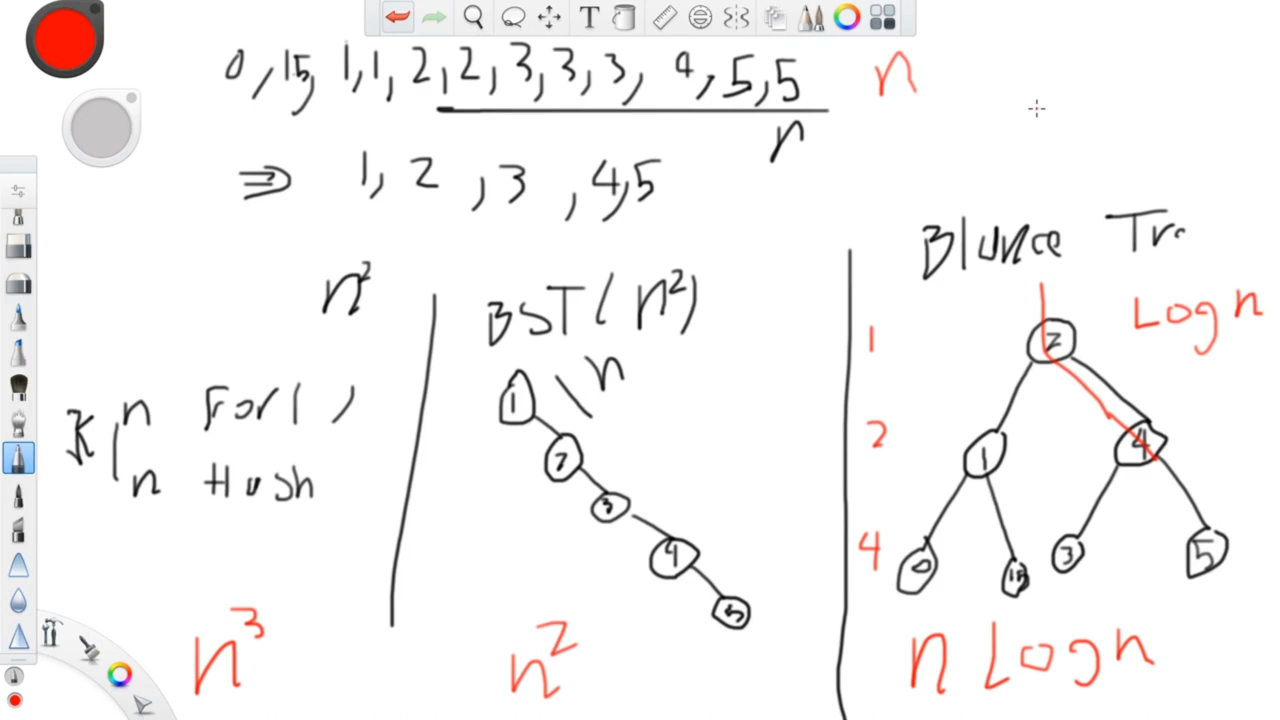 0, 15, 1, 1, 2, 2, 3, 3, 3, 4, 5, 5 n
n
⇒ 1, 2, 3, 4, 5
n²
K n For( )
n Hash
n³
BST(n²)
n
1
2
3
4
5
n²
Blance Tr
Log n
1 2
2 1 4
4 0 15 3 5
n Log n